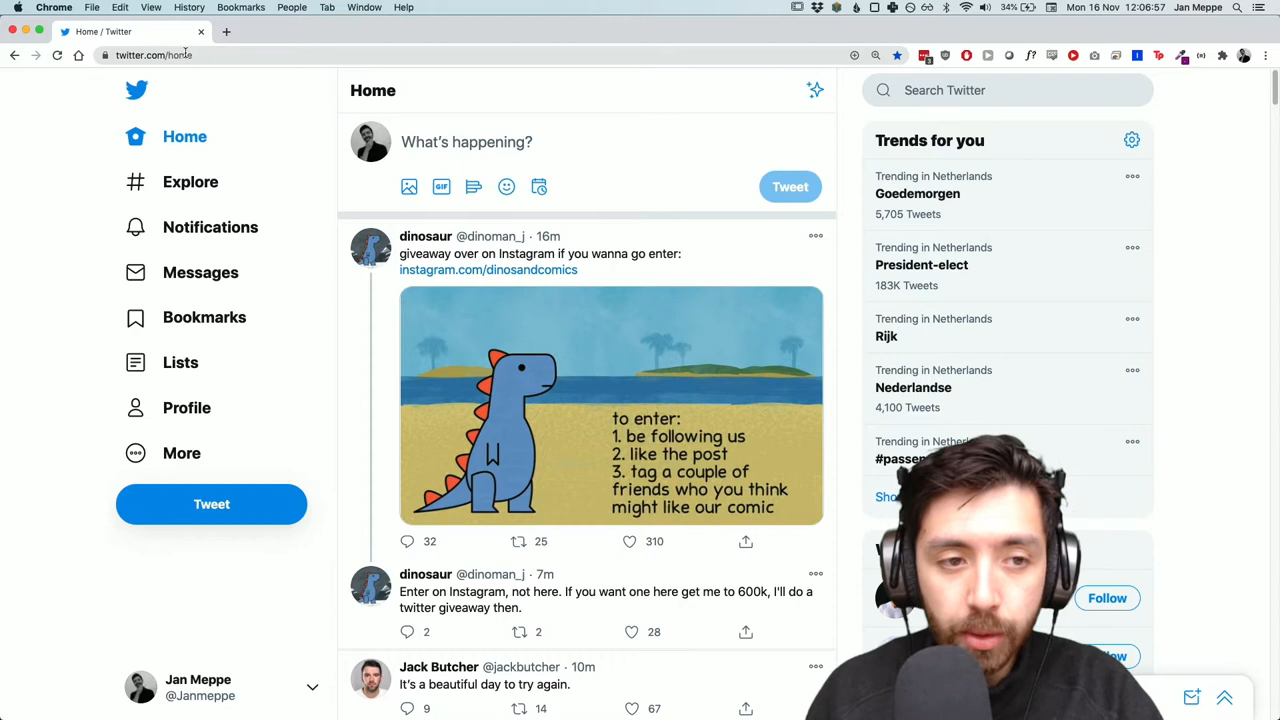 Chrome File Edit View History Bookmarks People Tab Window Help
34% Mon 16 Nov 12:06:57 Jan Meppe
Home / Twitter
twitter.com/home
Home
Explore
Notifications
Messages
Bookmarks
Lists
Profile
More
Tweet
Jan Meppe
@Janmeppe
Home
What's happening?
GIF
Tweet
dinosaur @dinoman_j · 16m
giveaway over on Instagram if you wanna go enter:
instagram.com/dinosandcomics
to enter:
1. be following us
2. like the post
3. tag a couple of
friends who you think
might like our comic
32 25 310
dinosaur @dinoman_j · 7m
Enter on Instagram, not here. If you want one here get me to 600k, I'll do a
twitter giveaway then.
2 2 28
Jack Butcher @jackbutcher · 10m
It's a beautiful day to try again.
9 14 67
Search Twitter
Trends for you
Trending in Netherlands
Goedemorgen
5,705 Tweets
Trending in Netherlands
President-elect
183K Tweets
Trending in Netherlands
Rijk
Trending in Netherlands
Nederlandse
4,100 Tweets
Trending in Nether
#passen
Sho
Follow